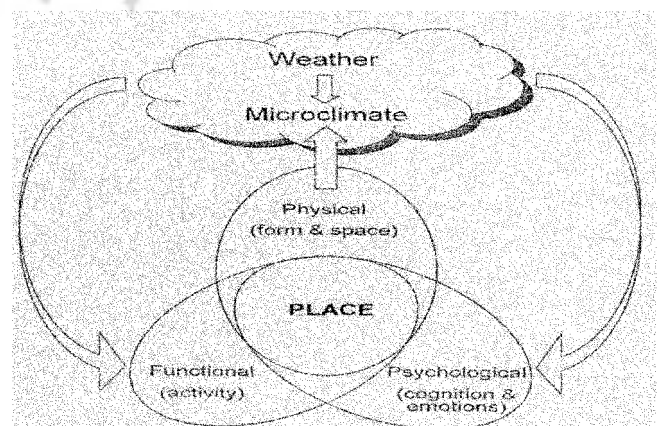 Weather
Microclimate
Physical
(form & space)
PLACE
Functional
(activity)
Psychological
(cognition &
emotions)